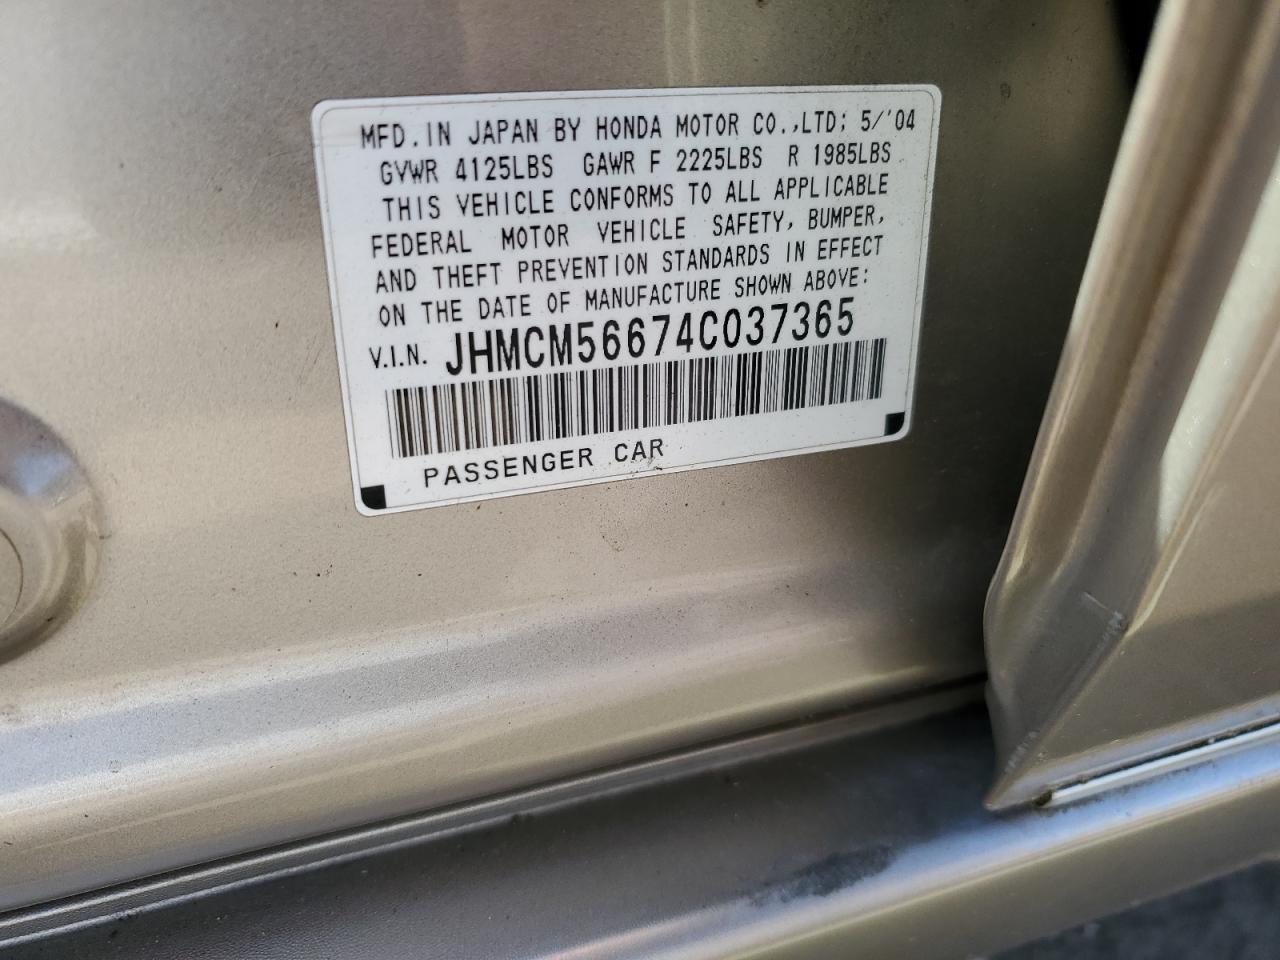 MFD. IN JAPAN BY HONDA MOTOR CO.,LTD; 5/'04
GVWR 4125LBS GAWR F 2225LBS R 1985LBS
THIS VEHICLE CONFORMS TO ALL APPLICABLE
FEDERAL MOTOR VEHICLE SAFETY, BUMPER,
AND THEFT PREVENTION STANDARDS IN EFFECT
ON THE DATE OF MANUFACTURE SHOWN ABOVE:
V.I.N. JHMCM56674C037365
PASSENGER CAR